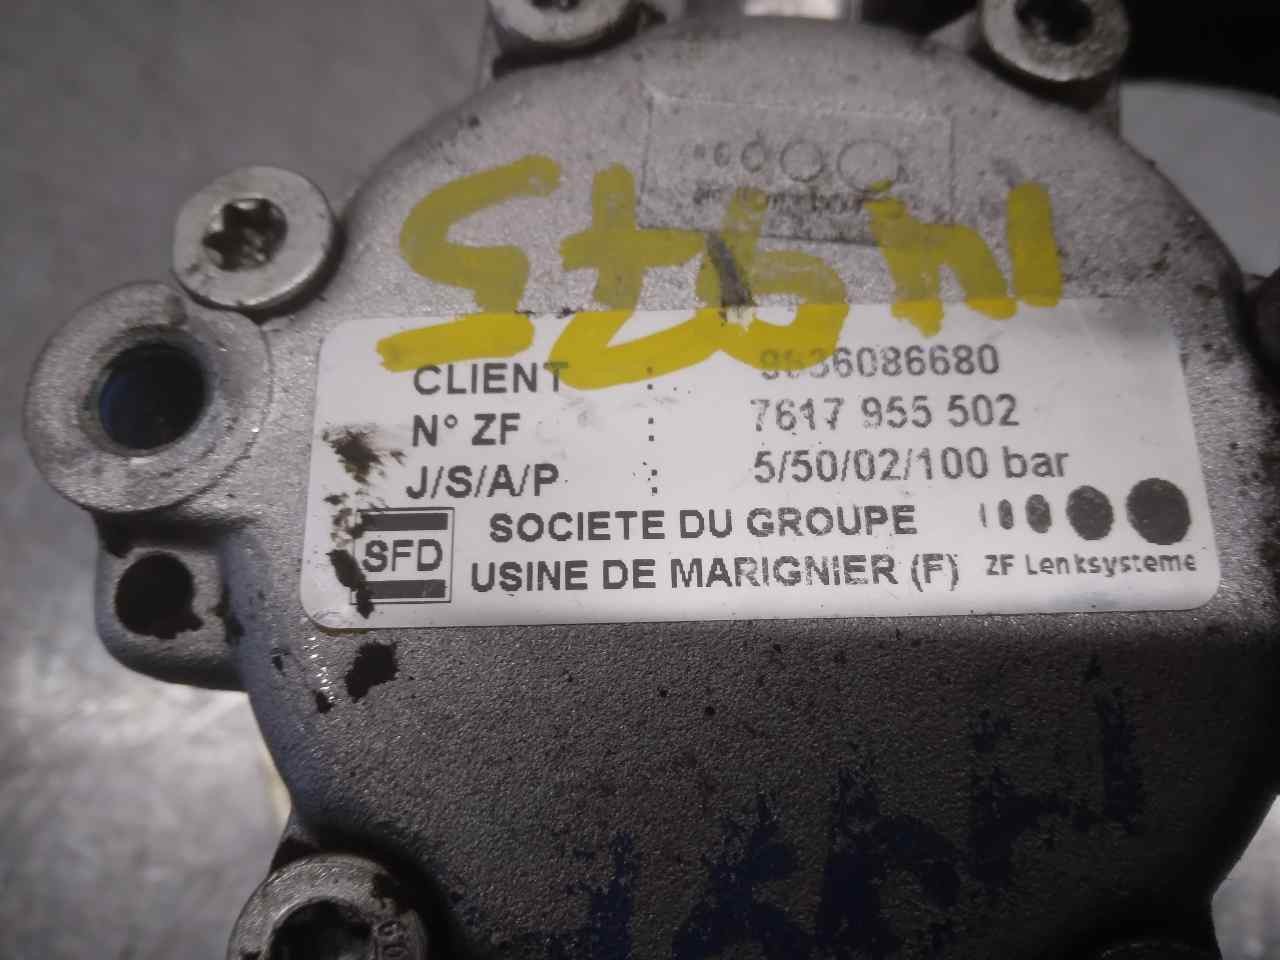 CLIENT : 9636086680
N° ZF : 7617 955 502
J/S/A/P : 5/50/02/100 bar
SFD SOCIETE DU GROUPE
USINE DE MARIGNIER (F) ZF Lenksysteme